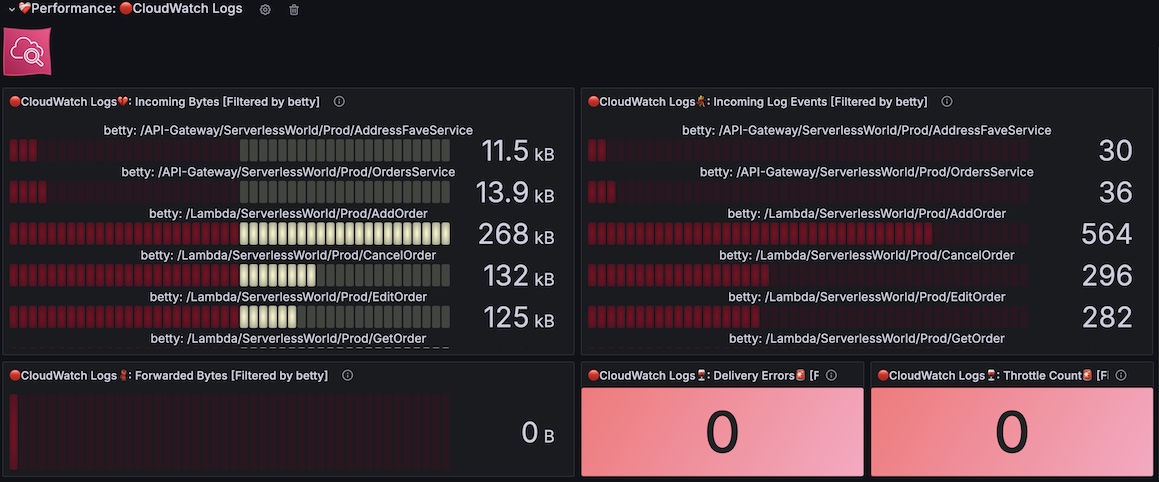 Performance: CloudWatch Logs
CloudWatch Logs: Incoming Bytes [Filtered by betty]
betty: /API-Gateway/ServerlessWorld/Prod/AddressFaveService
11.5 kB
betty: /API-Gateway/ServerlessWorld/Prod/OrdersService
13.9 kB
betty: /Lambda/ServerlessWorld/Prod/AddOrder
268 kB
betty: /Lambda/ServerlessWorld/Prod/CancelOrder
132 kB
betty: /Lambda/ServerlessWorld/Prod/EditOrder
125 kB
betty: /Lambda/ServerlessWorld/Prod/GetOrder
CloudWatch Logs: Incoming Log Events [Filtered by betty]
betty: /API-Gateway/ServerlessWorld/Prod/AddressFaveService
30
betty: /API-Gateway/ServerlessWorld/Prod/OrdersService
36
betty: /Lambda/ServerlessWorld/Prod/AddOrder
564
betty: /Lambda/ServerlessWorld/Prod/CancelOrder
296
betty: /Lambda/ServerlessWorld/Prod/EditOrder
282
betty: /Lambda/ServerlessWorld/Prod/GetOrder
CloudWatch Logs: Forwarded Bytes [Filtered by betty]
0 B
CloudWatch Logs: Delivery Errors [F
0
CloudWatch Logs: Throttle Count [Fi
0